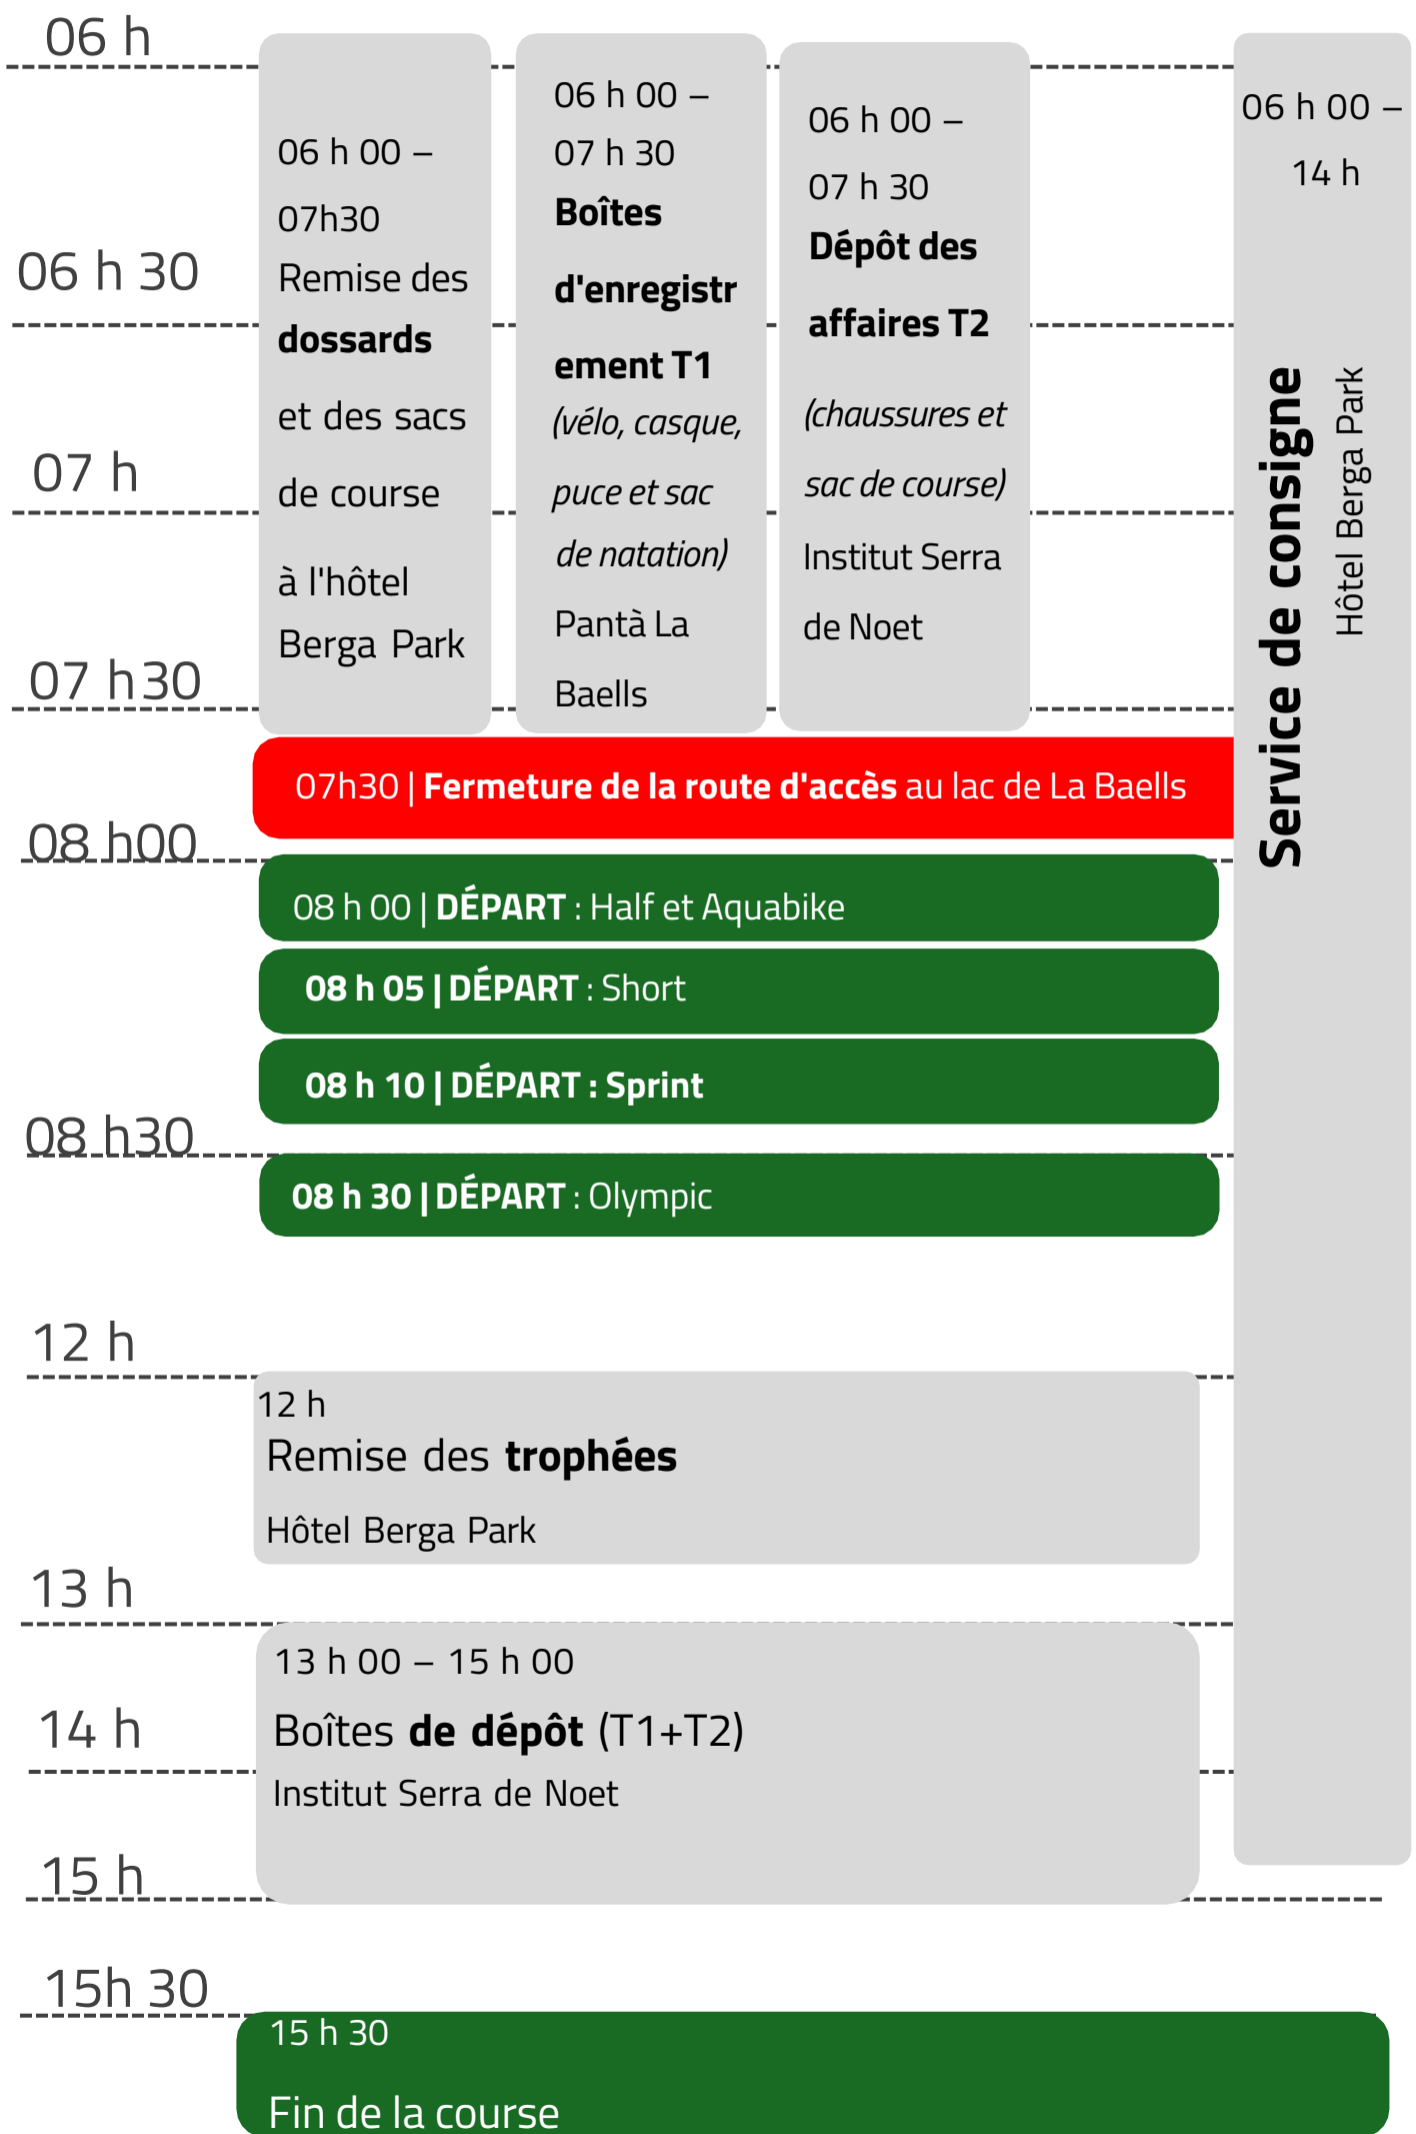 06 h
06 h 00 –
07h30
Remise des
dossards
et des sacs
de course
à l'hôtel
Berga Park
06 h 00 –
07 h 30
Boîtes
d'enregistr
ement T1
(vélo, casque,
puce et sac
de natation)
Pantà La
Baells
06 h 00 –
07 h 30
Dépôt des
affaires T2
(chaussures et
sac de course)
Institut Serra
de Noet
06 h 00 –
14 h
Service de consigne
Hôtel Berga Park
06 h 30
07 h
07 h30
07h30 | Fermeture de la route d'accès au lac de La Baells
08 h00
08 h 00 | DÉPART : Half et Aquabike
08 h 05 | DÉPART : Short
08 h 10 | DÉPART : Sprint
08 h30
08 h 30 | DÉPART : Olympic
12 h
12 h
Remise des trophées
Hôtel Berga Park
13 h
13 h 00 – 15 h 00
Boîtes de dépôt (T1+T2)
Institut Serra de Noet
14 h
15 h
15h 30
15 h 30
Fin de la course